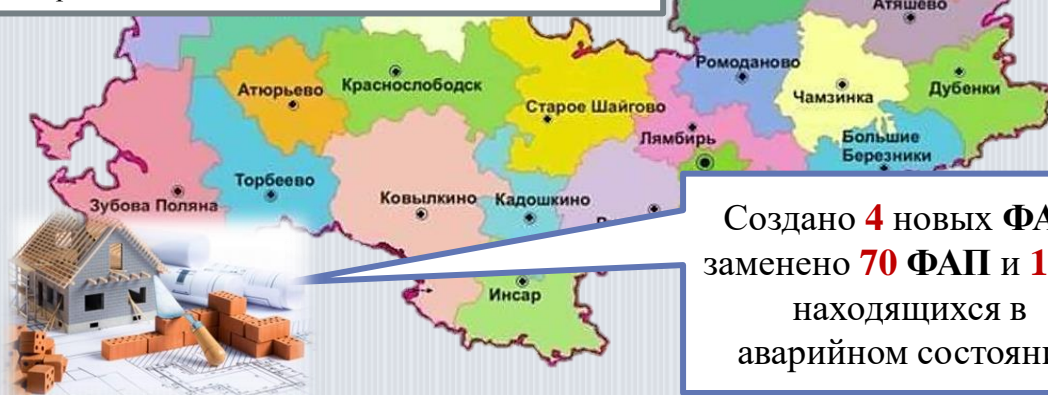 Атяшево
Ромоданово
Атюрьево
Краснослободск
Чамзинка
Дубенки
Старое Шайгово
Лямбирь
Большие
Березники
Торбеево
Зубова Поляна
Ковылкино
Кадошкино
Инсар
Создано 4 новых
заменено 70 ФАП и
находящихся в
аварийном